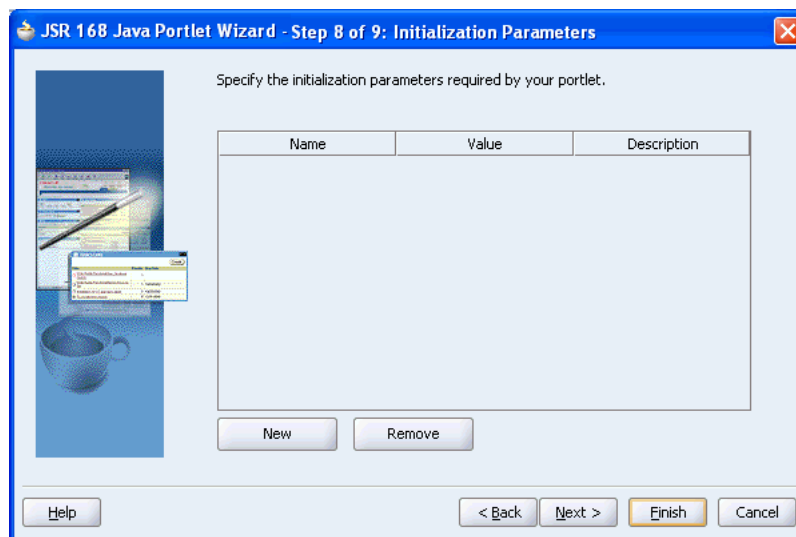 JSR 168 Java Portlet Wizard - Step 8 of 9: Initialization Parameters
Specify the initialization parameters required by your portlet.
Name Value Description
New Remove
Help < Back Next > Finish Cancel